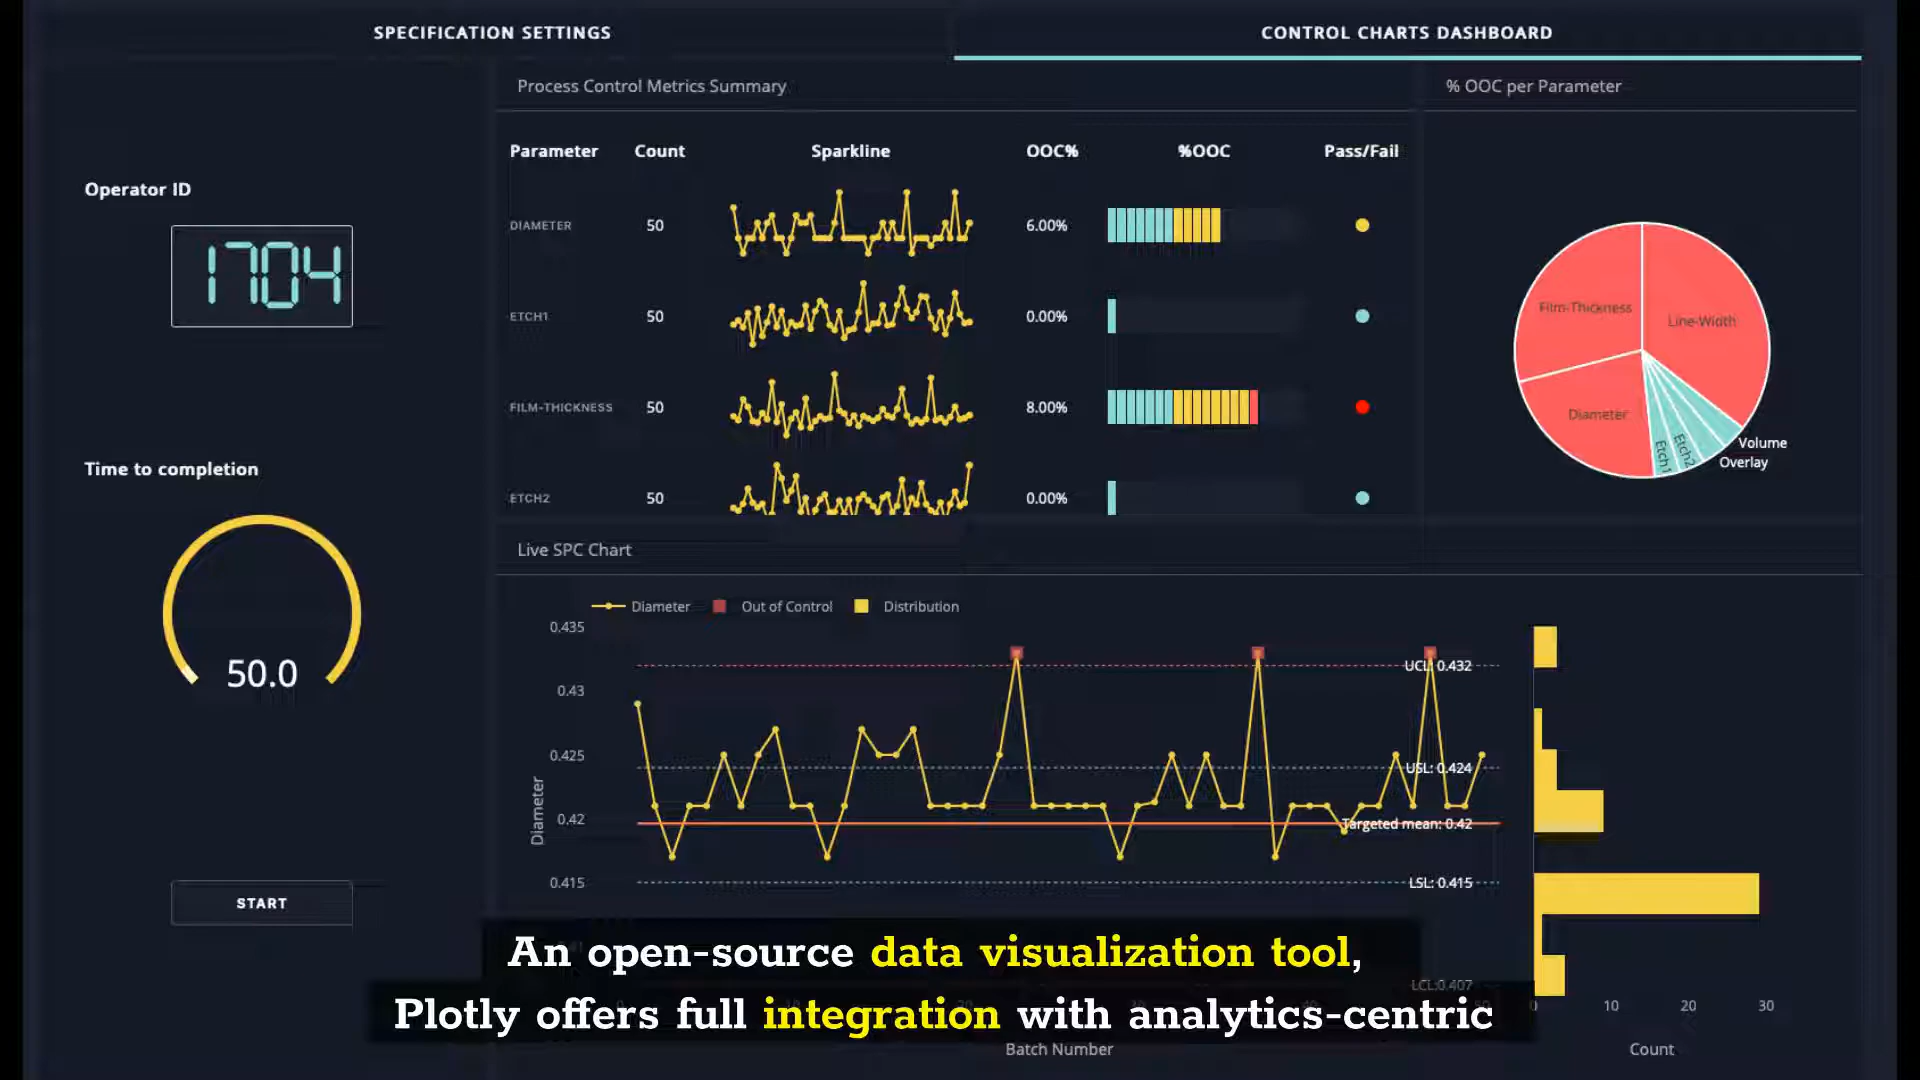 SPECIFICATION SETTINGS
CONTROL CHARTS DASHBOARD
Process Control Metrics Summary
% OOC per Parameter
Parameter Count Sparkline OOC% %OOC Pass/Fail
Operator ID
1704
DIAMETER 50 6.00%
ETCH1 50 0.00%
FILM-THICKNESS 50 8.00%
ETCH2 50 0.00%
Film-Thickness
Line-Width
Diameter
Etch1
Etch2
Volume
Overlay
Time to completion
50.0
START
Live SPC Chart
Diameter Out of Control Distribution
0.435
0.43
0.425
0.42
0.415
Diameter
UCL: 0.432
USL: 0.424
Targeted mean: 0.42
LSL: 0.415
LCL:0.407
An open-source data visualization tool,
Plotly offers full integration with analytics-centric
0 10 20 30
Batch Number
Count